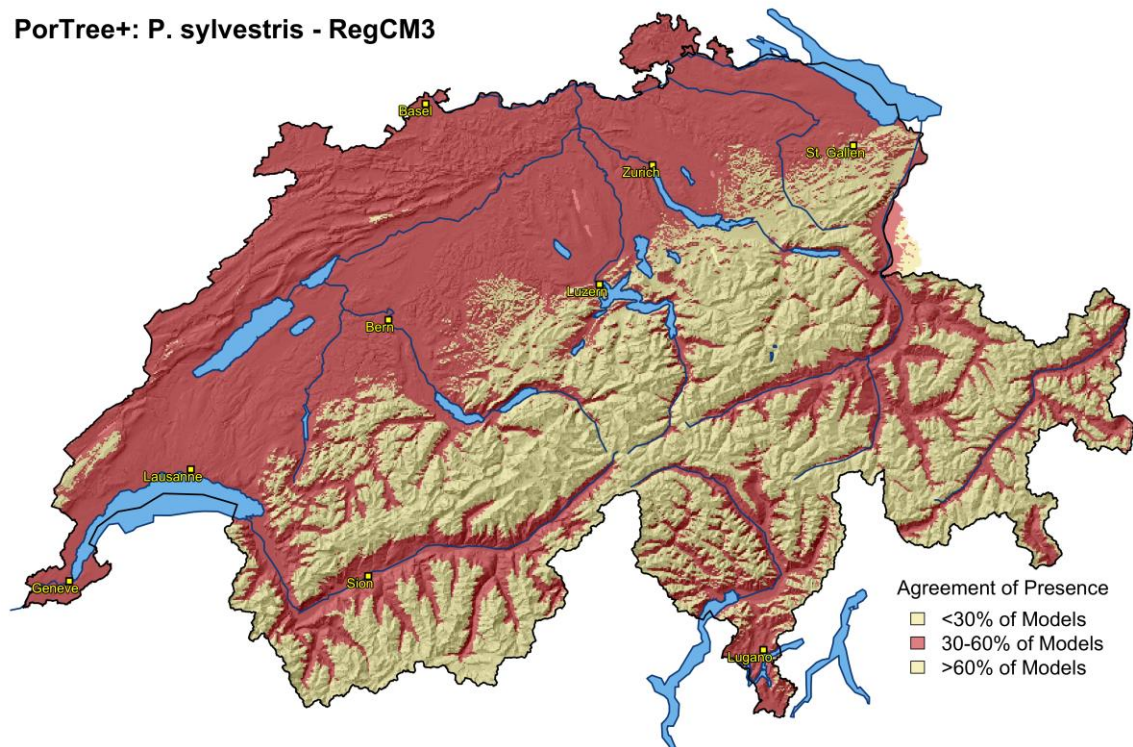 PorTree+: P. sylvestris - RegCM3
Basel
St. Gallen
Zurich
Luzern
Bern
Lausanne
Geneve
Sion
Lugano
Agreement of Presence
<30% of Models
30-60% of Models
>60% of Models